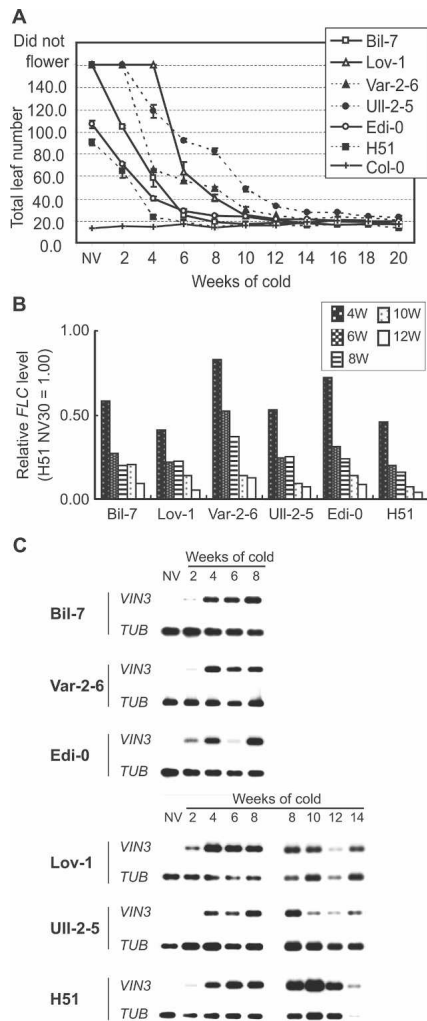 Did not
flower
Total leaf number
160.0
140.0
120.0
100.0
80.0
60.0
40.0
20.0
0.0
NV 2 4 6 8 10 12 14 16 18 20
Weeks of cold
Bil-7
Lov-1
Var-2-6
Ull-2-5
Edi-0
H51
Col-0
A
B
Relative FLC level
(H51 NV30 = 1.00)
1.00
0.50
0.00
4W 10W
6W 12W
8W
Bil-7 Lov-1 Var-2-6 Ull-2-5 Edi-0 H51
C
Weeks of cold
NV 2 4 6 8
Bil-7
VIN3
TUB
Var-2-6
VIN3
TUB
Edi-0
VIN3
TUB
Weeks of cold
NV 2 4 6 8 8 10 12 14
Lov-1
VIN3
TUB
Ull-2-5
VIN3
TUB
H51
VIN3
TUB